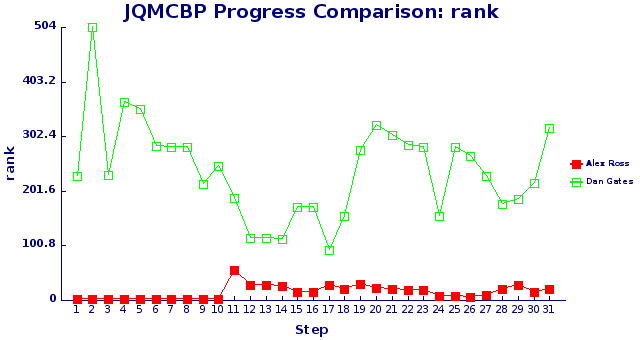 JQMCBP Progress Comparison: rank
504
403.2
302.4
201.6
100.8
0
rank
1 2 3 4 5 6 7 8 9 10 11 12 13 14 15 16 17 18 19 20 21 22 23 24 25 26 27 28 29 30 31
Step
Alex Ross
Dan Gates